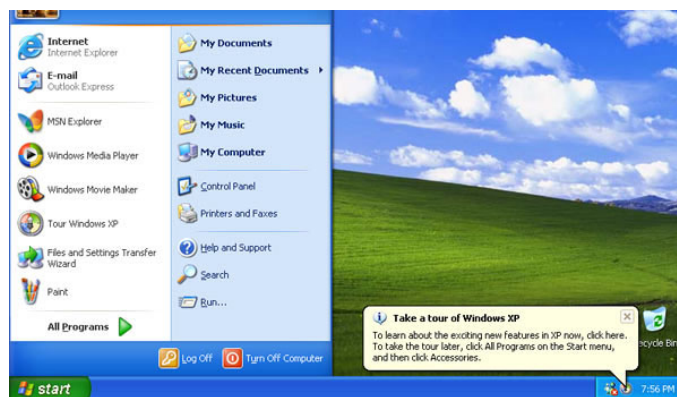 Internet
Internet Explorer
E-mail
Outlook Express
MSN Explorer
Windows Media Player
Windows Movie Maker
Tour Windows XP
Files and Settings Transfer
Wizard
Paint
All Programs
My Documents
My Recent Documents
My Pictures
My Music
My Computer
Control Panel
Printers and Faxes
Help and Support
Search
Run...
Log Off
Turn Off Computer
Take a tour of Windows XP
To learn about the exciting new features in XP now, click here.
To take the tour later, click All Programs on the Start menu,
and then click Accessories.
ecycle Bin
start
7:56 PM